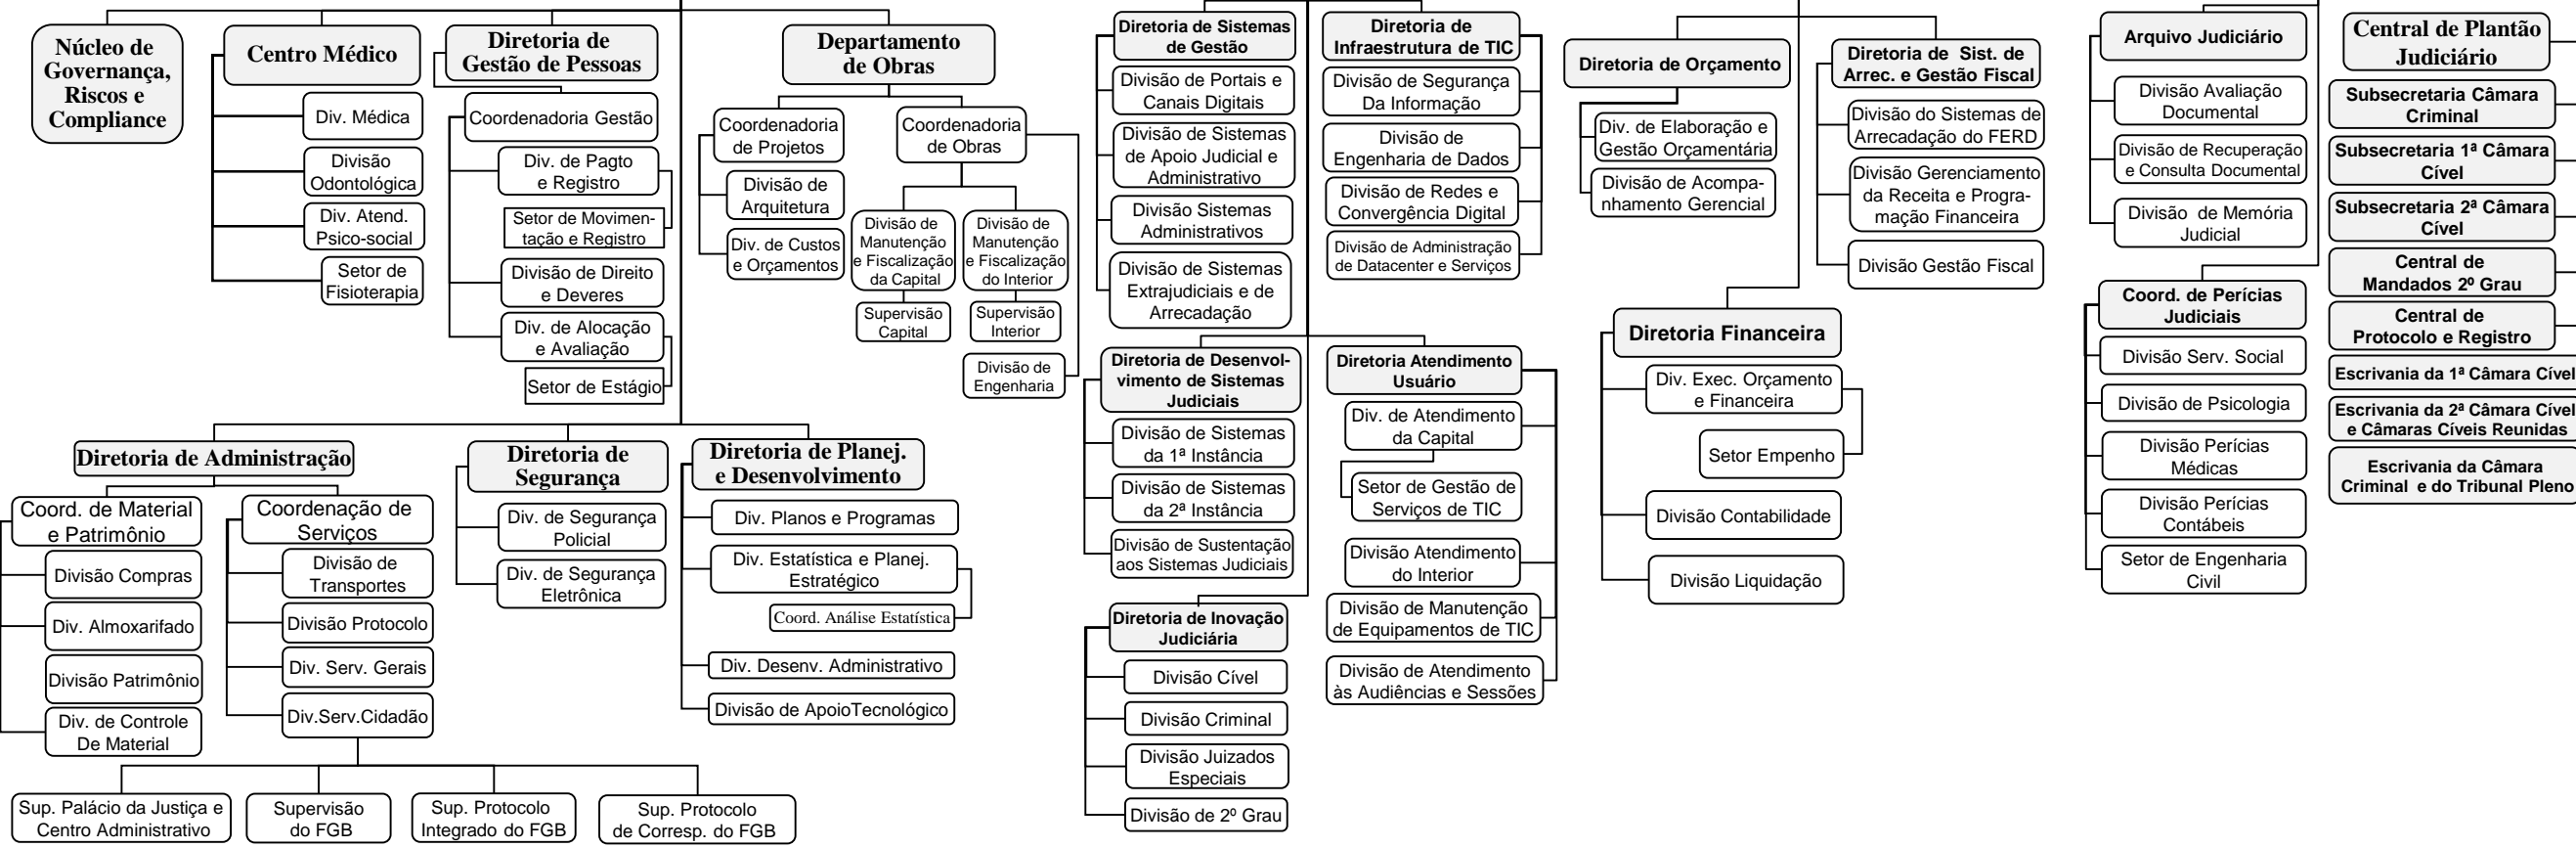 Núcleo de
Governança,
Riscos e
Compliance
Centro Médico
Div. Médica
Divisão
Odontológica
Div. Atend.
Psico-social
Setor de
Fisioterapia
Diretoria de
Gestão de Pessoas
Coordenadoria Gestão
Div. de Pagto
e Registro
Setor de Movimen-
tação e Registro
Divisão de Direito
e Deveres
Div. de Alocação
e Avaliação
Setor de Estágio
Departamento
de Obras
Coordenadoria
de Projetos
Divisão de
Arquitetura
Div. de Custos
e Orçamentos
Coordenadoria
de Obras
Divisão de
Manutenção
e Fiscalização
da Capital
Supervisão
Capital
Divisão de
Manutenção
e Fiscalização
do Interior
Supervisão
Interior
Divisão de
Engenharia
Diretoria de Administração
Coord. de Material
e Patrimônio
Divisão Compras
Div. Almoxarifado
Divisão Patrimônio
Div. de Controle
De Material
Coordenação de
Serviços
Divisão de
Transportes
Divisão Protocolo
Div. Serv. Gerais
Div.Serv.Cidadão
Sup. Palácio da Justiça e
Centro Administrativo
Supervisão
do FGB
Sup. Protocolo
Integrado do FGB
Sup. Protocolo
de Corresp. do FGB
Diretoria de
Segurança
Div. de Segurança
Policial
Div. de Segurança
Eletrônica
Diretoria de Planej.
e Desenvolvimento
Div. Planos e Programas
Div. Estatística e Planej.
Estratégico
Coord. Análise Estatística
Div. Desenv. Administrativo
Divisão de ApoioTecnológico
Diretoria de Sistemas
de Gestão
Divisão de Portais e
Canais Digitais
Divisão de Sistemas
de Apoio Judicial e
Administrativo
Divisão Sistemas
Administrativos
Divisão de Sistemas
Extrajudiciais e de
Arrecadação
Diretoria de
Infraestrutura de TIC
Divisão de Segurança
Da Informação
Divisão de
Engenharia de Dados
Divisão de Redes e
Convergência Digital
Divisão de Administração
de Datacenter e Serviços
Diretoria de Desenvol-
vimento de Sistemas
Judiciais
Divisão de Sistemas
da 1ª Instância
Divisão de Sistemas
da 2ª Instância
Divisão de Sustentação
aos Sistemas Judiciais
Diretoria Atendimento
Usuário
Div. de Atendimento
da Capital
Setor de Gestão de
Serviços de TIC
Divisão Atendimento
do Interior
Divisão de Manutenção
de Equipamentos de TIC
Divisão de Atendimento
às Audiências e Sessões
Diretoria de Inovação
Judiciária
Divisão Cível
Divisão Criminal
Divisão Juizados
Especiais
Divisão de 2º Grau
Diretoria de Orçamento
Div. de Elaboração e
Gestão Orçamentária
Divisão de Acompa-
nhamento Gerencial
Diretoria de Sist. de
Arrec. e Gestão Fiscal
Divisão do Sistemas de
Arrecadação do FERD
Divisão Gerenciamento
da Receita e Progra-
mação Financeira
Divisão Gestão Fiscal
Diretoria Financeira
Div. Exec. Orçamento
e Financeira
Setor Empenho
Divisão Contabilidade
Divisão Liquidação
Arquivo Judiciário
Divisão Avaliação
Documental
Divisão de Recuperação
e Consulta Documental
Divisão de Memória
Judicial
Coord. de Perícias
Judiciais
Divisão Serv. Social
Divisão de Psicologia
Divisão Perícias
Médicas
Divisão Perícias
Contábeis
Setor de Engenharia
Civil
Central de Plantão
Judiciário
Subsecretaria Câmara
Criminal
Subsecretaria 1ª Câmara
Cível
Subsecretaria 2ª Câmara
Cível
Central de
Mandados 2º Grau
Central de
Protocolo e Registro
Escrivania da 1ª Câmara Cível
Escrivania da 2ª Câmara Cível
e Câmaras Cíveis Reunidas
Escrivania da Câmara
Criminal e do Tribunal Pleno